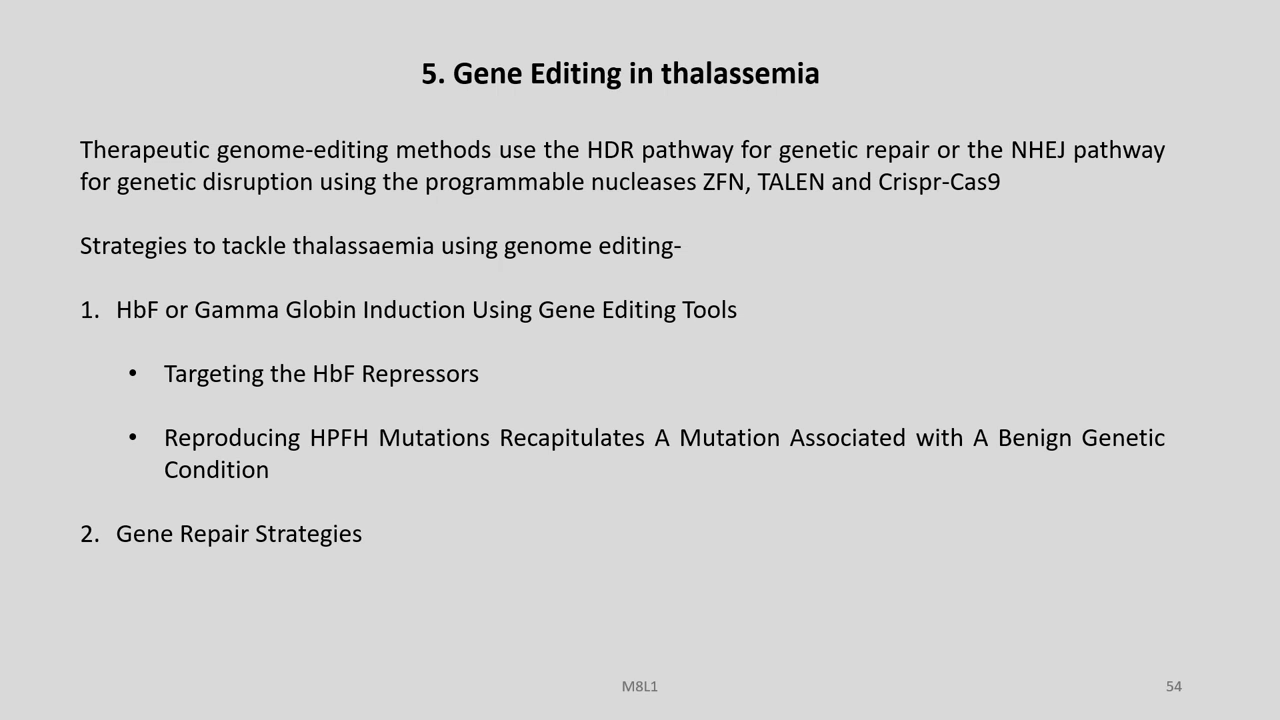 5. Gene Editing in thalassemia
Therapeutic genome-editing methods use the HDR pathway for genetic repair or the NHEJ pathway
for genetic disruption using the programmable nucleases ZFN, TALEN and Crispr-Cas9
Strategies to tackle thalassaemia using genome editing-
1. HbF or Gamma Globin Induction Using Gene Editing Tools
• Targeting the HbF Repressors
• Reproducing HPFH Mutations Recapitulates A Mutation Associated with A Benign Genetic
Condition
2. Gene Repair Strategies
M8L1
54